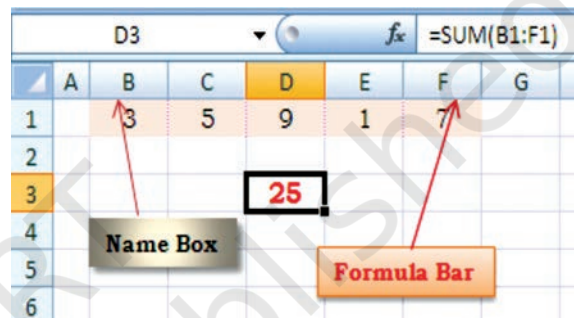 D3 fx =SUM(B1:F1)
A B C D E F G
1 3 5 9 1 7
2
3 25
4
Name Box
5
Formula Bar
6